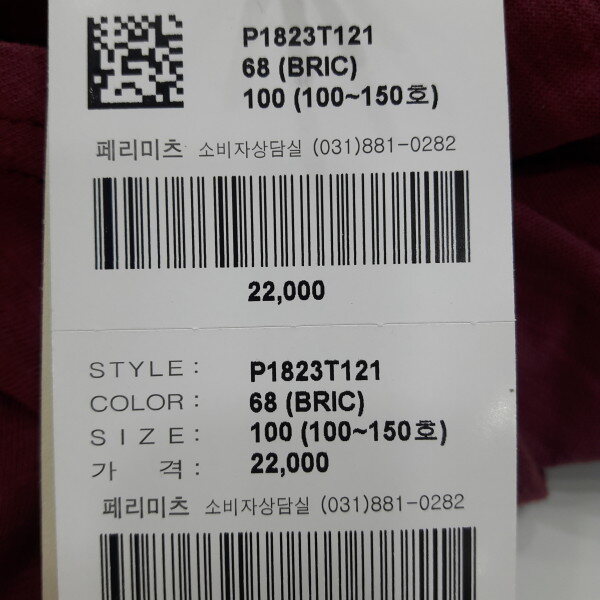 P1823T121
68 (BRIC)
100 (100~150호)
페리미츠 소비자상담실 (031)881-0282
22,000
STYLE: P1823T121
COLOR: 68 (BRIC)
SIZE: 100 (100~150호)
가 격: 22,000
페리미츠 소비자상담실 (031)881-0282